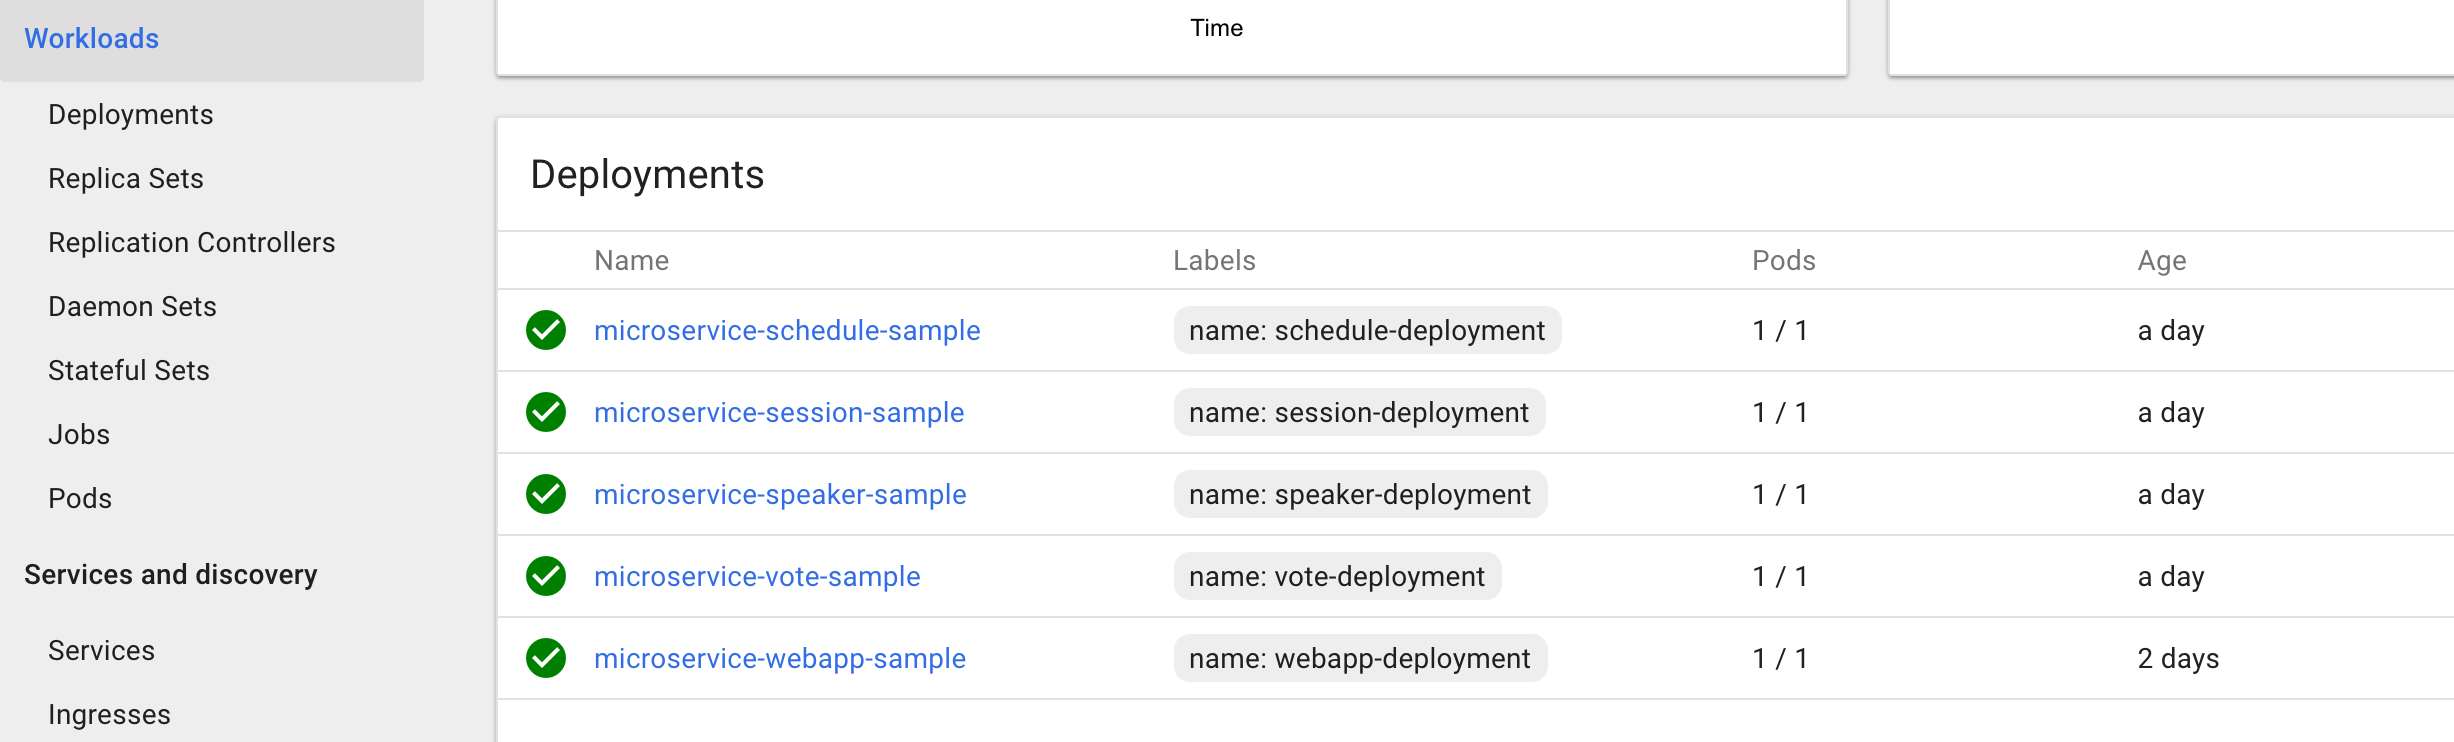 Workloads
Deployments
Replica Sets
Replication Controllers
Daemon Sets
Stateful Sets
Jobs
Pods
Services and discovery
Services
Ingresses
Time
Deployments
Name Labels Pods Age
microservice-schedule-sample name: schedule-deployment 1 / 1 a day
microservice-session-sample name: session-deployment 1 / 1 a day
microservice-speaker-sample name: speaker-deployment 1 / 1 a day
microservice-vote-sample name: vote-deployment 1 / 1 a day
microservice-webapp-sample name: webapp-deployment 1 / 1 2 days